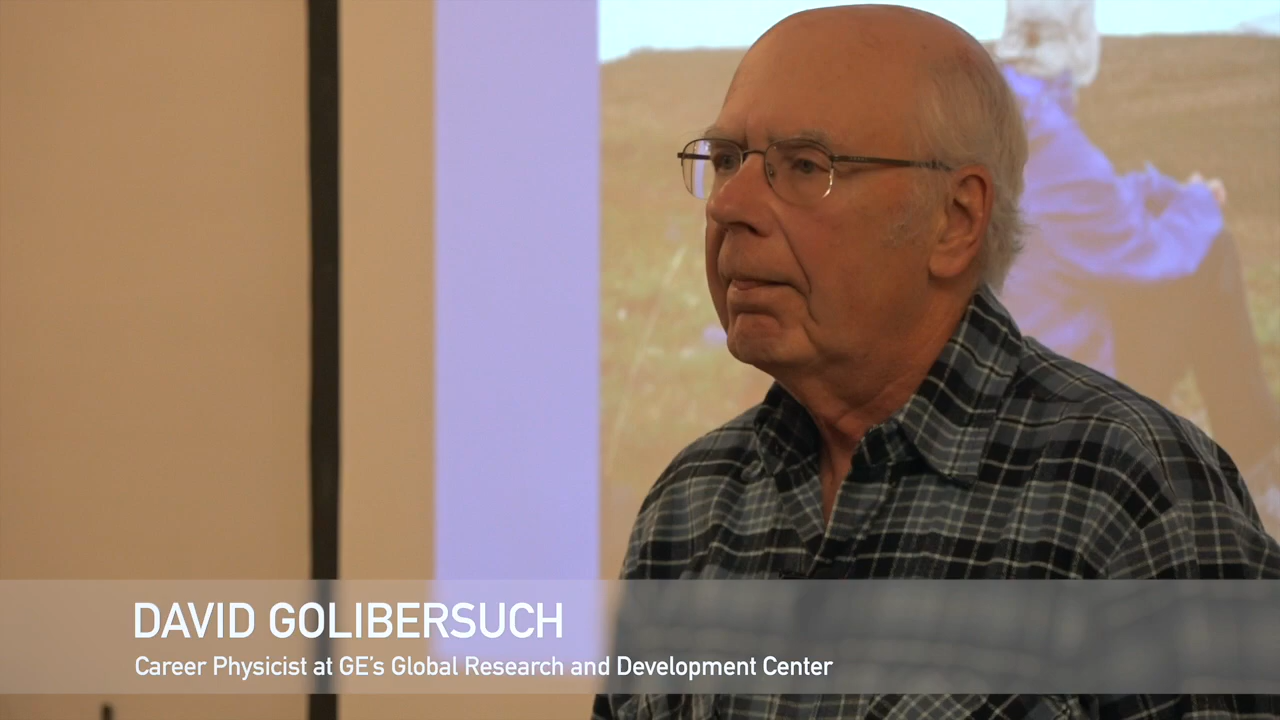 DAVID GOLIBERSUCH
Career Physicist at GE's Global Research and Development Center